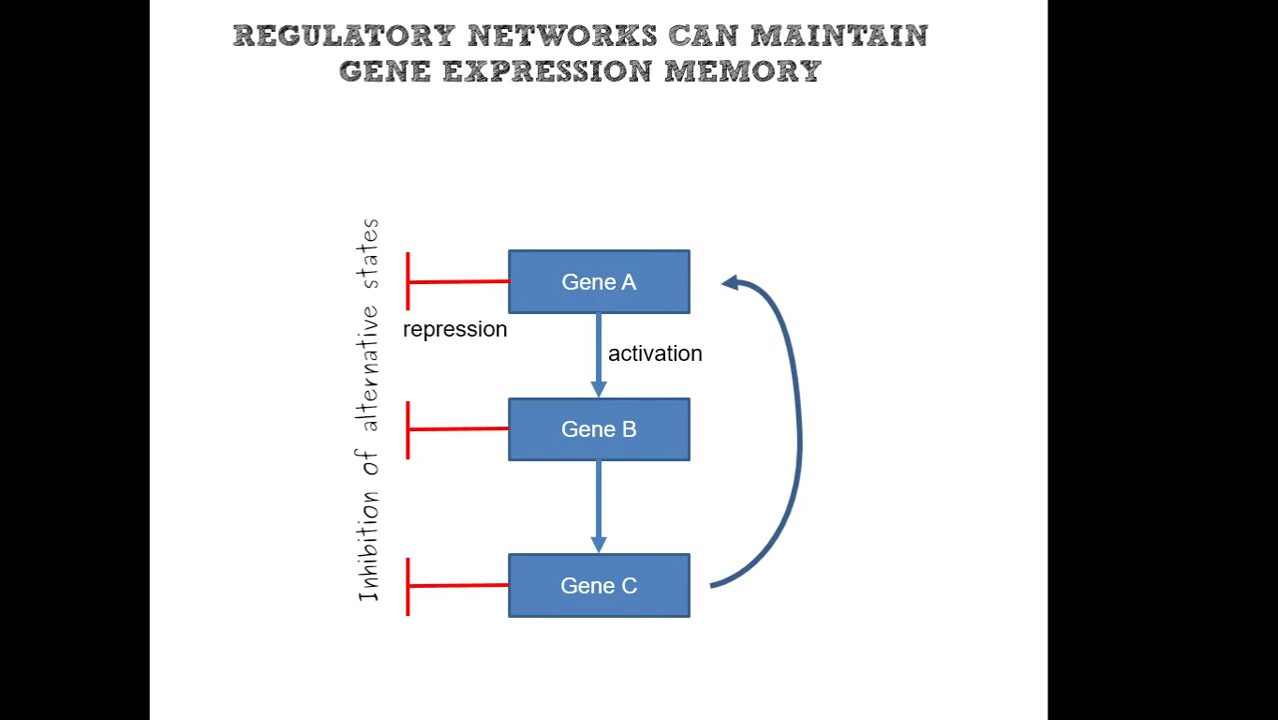 REGULATORY NETWORKS CAN MAINTAIN
GENE EXPRESSION MEMORY
Inhibition of alternative states
Gene A
repression
activation
Gene B
Gene C